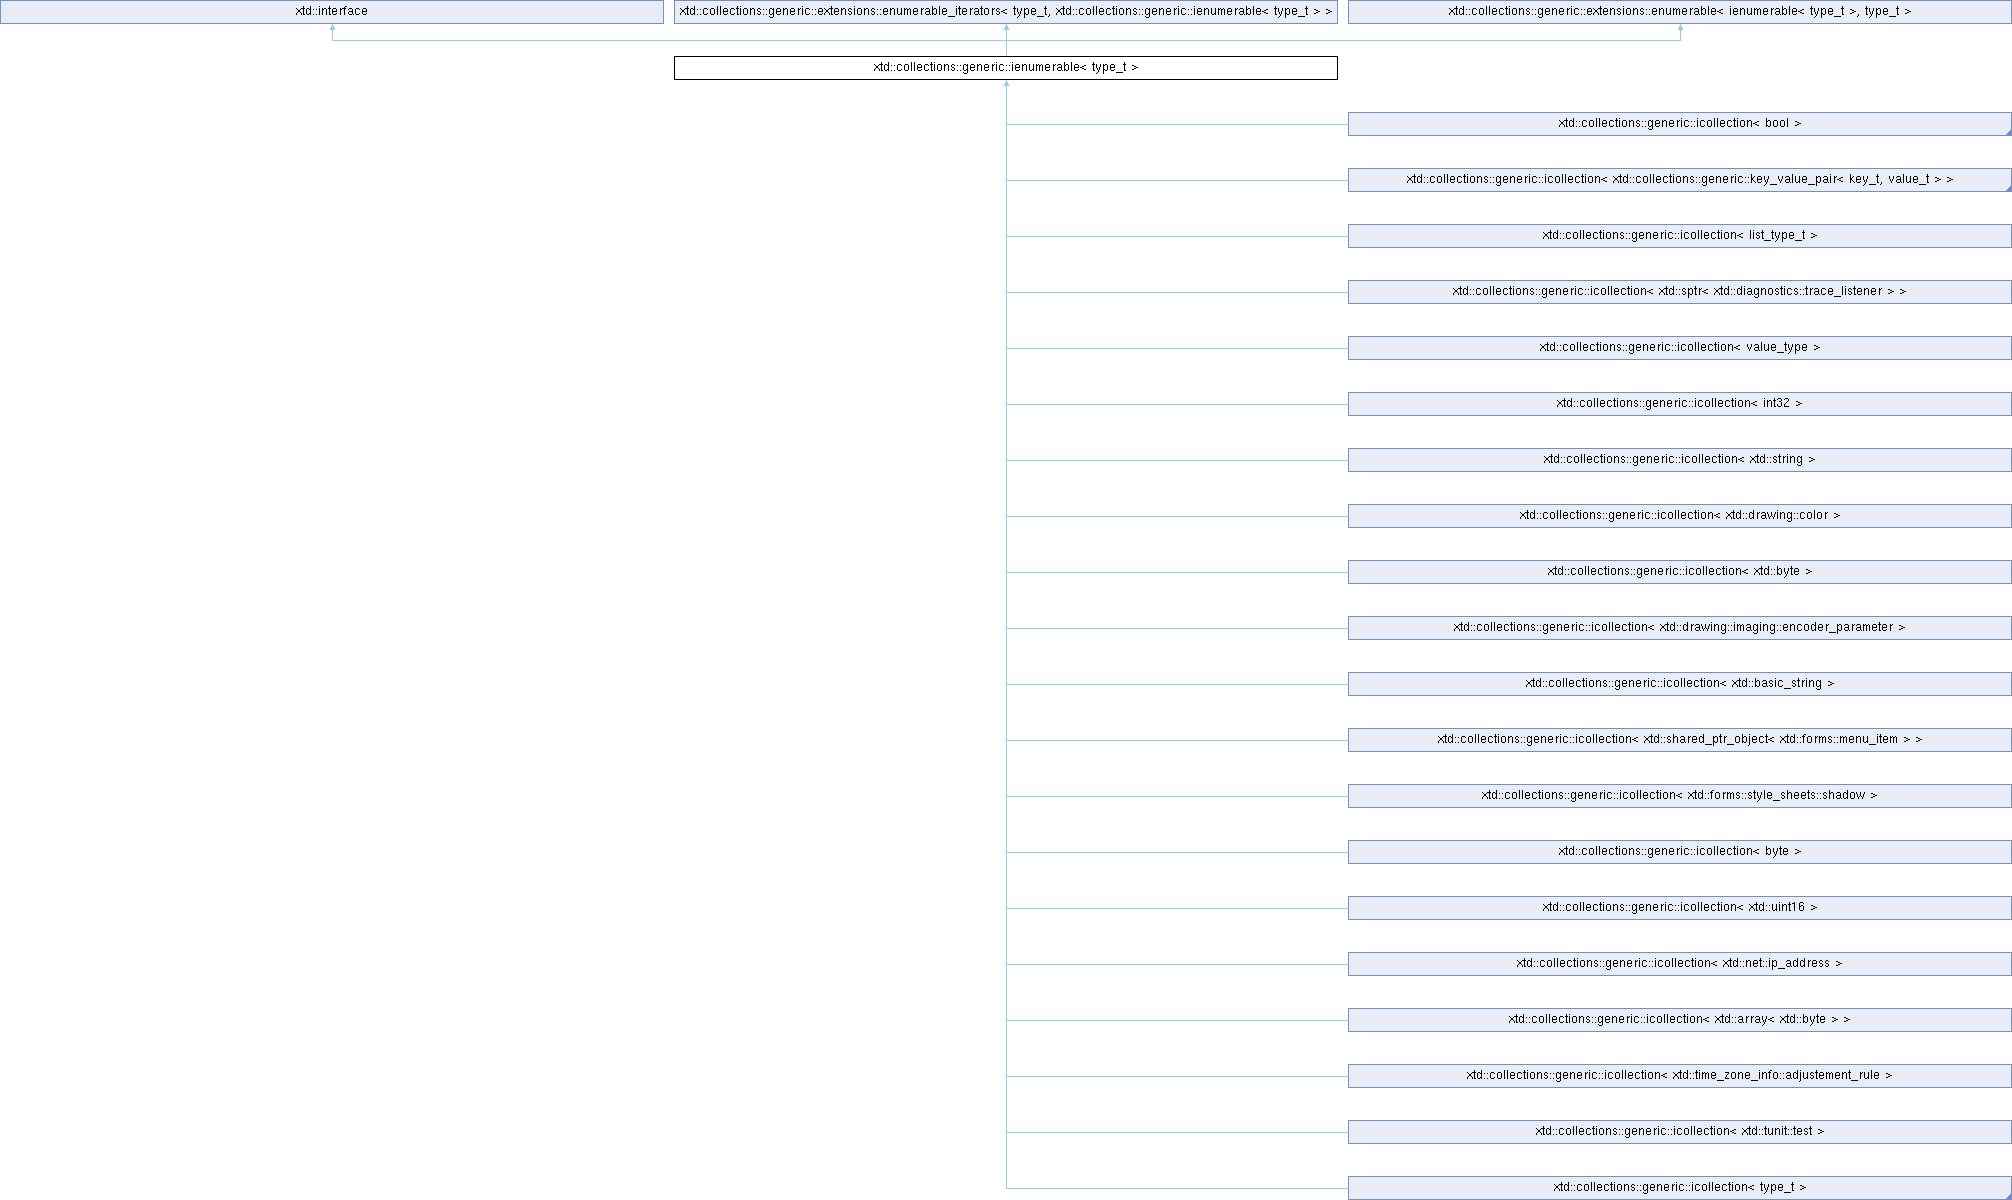 xtd::interface
xtd::collections::generic::extensions::enumerable_iterators< type_t, xtd::collections::generic::ienumerable< type_t > >
xtd::collections::generic::extensions::enumerable< ienumerable< type_t >, type_t >
xtd::collections::generic::ienumerable< type_t >
xtd::collections::generic::icollection< bool >
xtd::collections::generic::icollection< xtd::collections::generic::key_value_pair< key_t, value_t > >
xtd::collections::generic::icollection< list_type_t >
xtd::collections::generic::icollection< xtd::sptr< xtd::diagnostics::trace_listener > >
xtd::collections::generic::icollection< value_type >
xtd::collections::generic::icollection< int32 >
xtd::collections::generic::icollection< xtd::string >
xtd::collections::generic::icollection< xtd::drawing::color >
xtd::collections::generic::icollection< xtd::byte >
xtd::collections::generic::icollection< xtd::drawing::imaging::encoder_parameter >
xtd::collections::generic::icollection< xtd::basic_string >
xtd::collections::generic::icollection< xtd::shared_ptr_object< xtd::forms::menu_item > >
xtd::collections::generic::icollection< xtd::forms::style_sheets::shadow >
xtd::collections::generic::icollection< byte >
xtd::collections::generic::icollection< xtd::uint16 >
xtd::collections::generic::icollection< xtd::net::ip_address >
xtd::collections::generic::icollection< xtd::array< xtd::byte > >
xtd::collections::generic::icollection< xtd::time_zone_info::adjustement_rule >
xtd::collections::generic::icollection< xtd::tunit::test >
xtd::collections::generic::icollection< type_t >